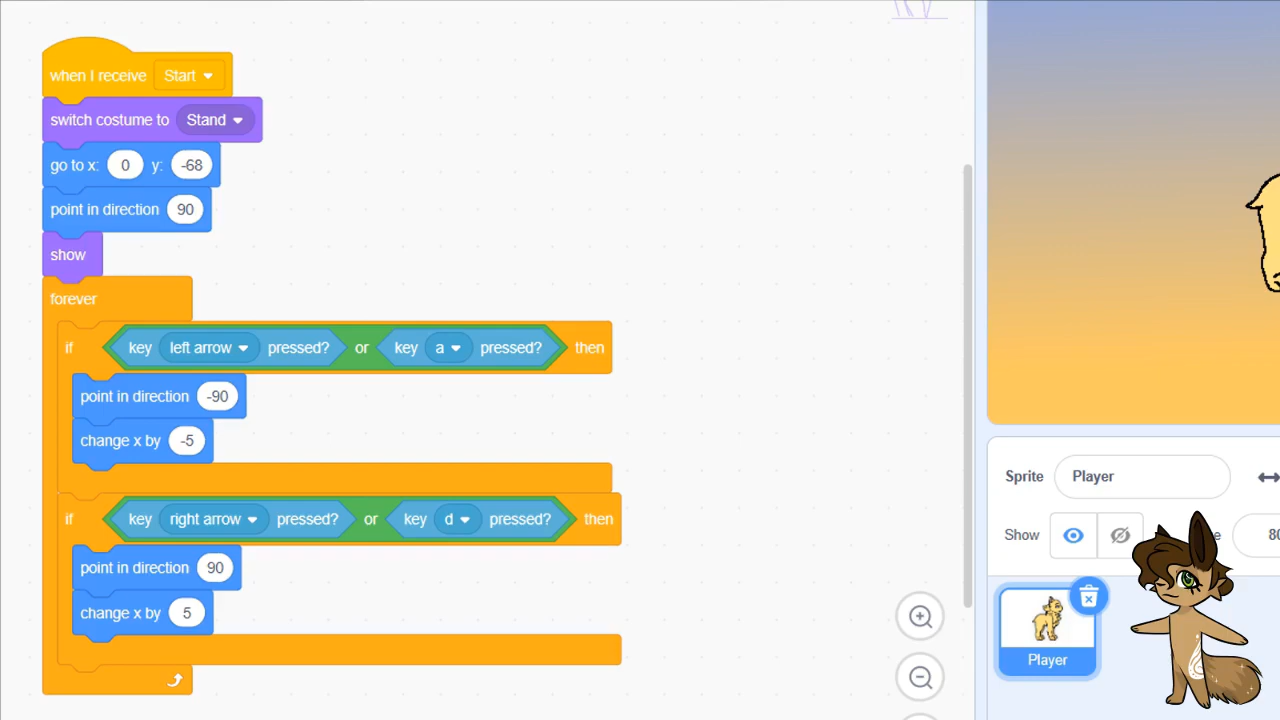 when I receive Start
switch costume to Stand
go to x: 0 y: -68
point in direction 90
show
forever
if key left arrow pressed? or key a pressed? then
point in direction -90
change x by -5
if key right arrow pressed? or key d pressed? then
point in direction 90
change x by 5
Sprite Player
Show
Player